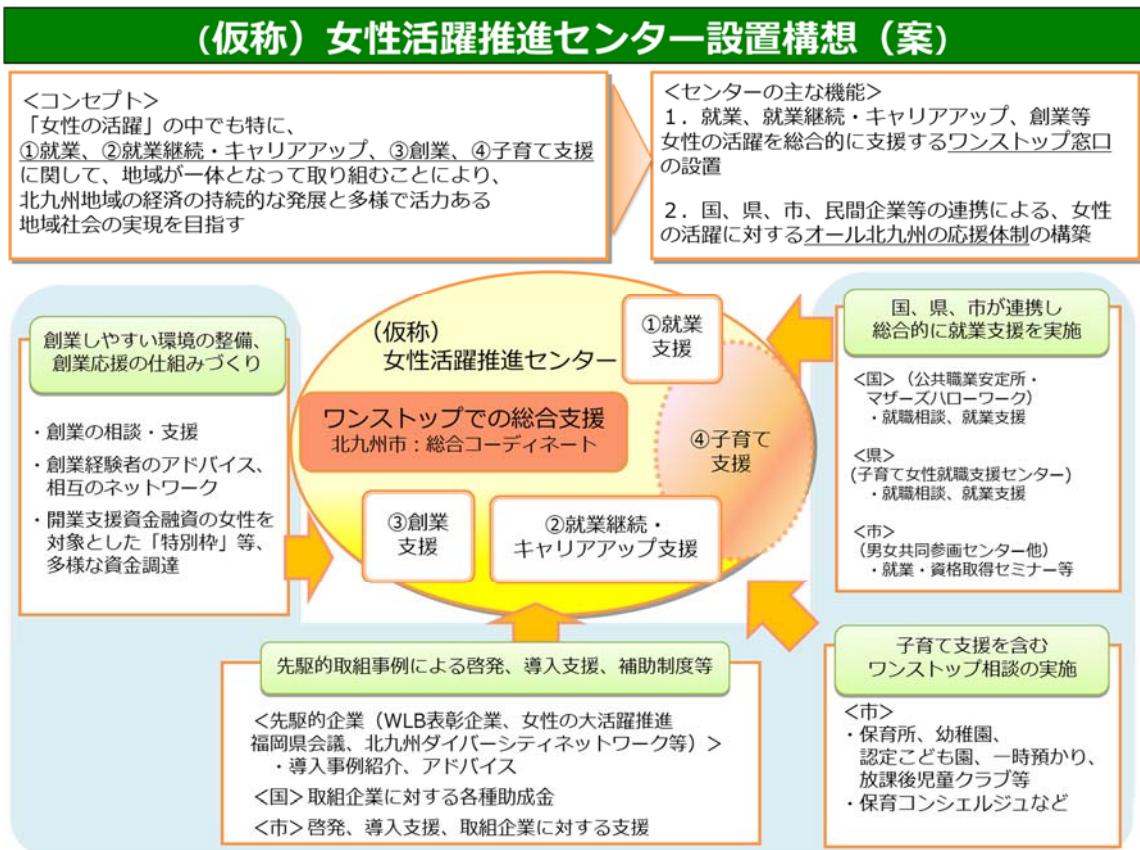 (仮称）女性活躍推進センター設置構想（案）
＜コンセプト＞
「女性の活躍」の中でも特に、
①就業、②就業継続・キャリアアップ、③創業、④子育て支援
に関して、地域が一体となって取り組むことにより、
北九州地域の経済の持続的な発展と多様で活力ある
地域社会の実現を目指す
＜センターの主な機能＞
１．就業、就業継続・キャリアアップ、創業等
女性の活躍を総合的に支援するワンストップ窓口
の設置
２．国、県、市、民間企業等の連携による、女性
の活躍に対するオール北九州の応援体制の構築
創業しやすい環境の整備、
創業応援の仕組みづくり
・創業の相談・支援
・創業経験者のアドバイス、
相互のネットワーク
・開業支援資金融資の女性を
対象とした「特別枠」等、
多様な資金調達
（仮称）
女性活躍推進センター
ワンストップでの総合支援
北九州市：総合コーディネート
①就業
支援
④子育て
支援
③創業
支援
②就業継続・
キャリアアップ支援
国、県、市が連携し
総合的に就業支援を実施
＜国＞（公共職業安定所・
マザーズハローワーク）
・就職相談、就業支援
＜県＞
(子育て女性就職支援センター)
・就職相談、就業支援
＜市＞
（男女共同参画センター他）
・就業・資格取得セミナー等
先駆的取組事例による啓発、導入支援、補助制度等
＜先駆的企業（WLB表彰企業、女性の大活躍推進
福岡県会議、北九州ダイバーシティネットワーク等）＞
・導入事例紹介、アドバイス
＜国＞取組企業に対する各種助成金
＜市＞啓発、導入支援、取組企業に対する支援
子育て支援を含む
ワンストップ相談の実施
＜市＞
・保育所、幼稚園、
認定こども園、一時預かり、
放課後児童クラブ等
・保育コンシェルジュなど